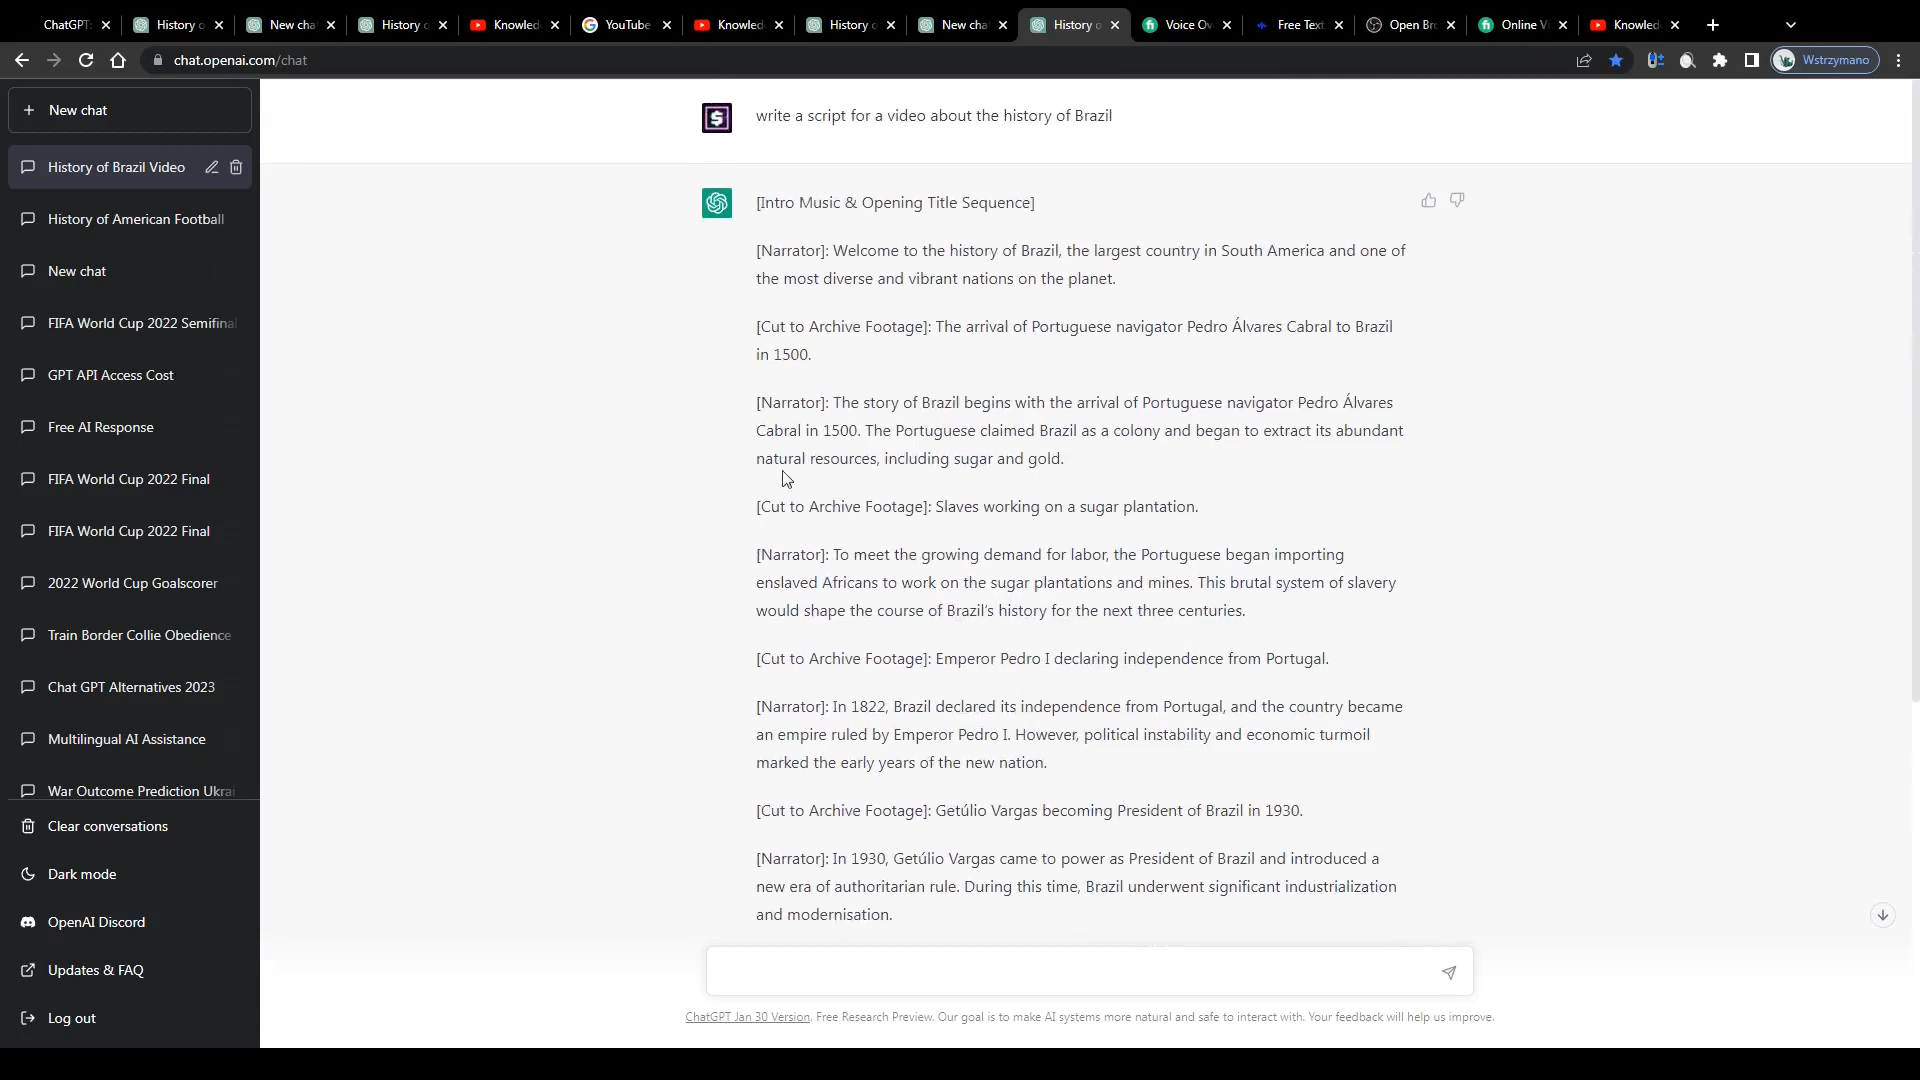 ChatGPT:
History o
New cha
History o
Knowled
YouTube
Knowled
History o
New cha
History o
Voice Ov
Free Text
Open Br
Online Vi
Knowled
chat.openai.com/chat
Wstrzymano
New chat
History of Brazil Video
History of American Football
New chat
FIFA World Cup 2022 Semifinal
GPT API Access Cost
Free AI Response
FIFA World Cup 2022 Final
FIFA World Cup 2022 Final
2022 World Cup Goalscorer
Train Border Collie Obedience
Chat GPT Alternatives 2023
Multilingual AI Assistance
War Outcome Prediction Ukra
Clear conversations
Dark mode
OpenAI Discord
Updates & FAQ
Log out
write a script for a video about the history of Brazil
[Intro Music & Opening Title Sequence]
[Narrator]: Welcome to the history of Brazil, the largest country in South America and one of
the most diverse and vibrant nations on the planet.
[Cut to Archive Footage]: The arrival of Portuguese navigator Pedro Álvares Cabral to Brazil
in 1500.
[Narrator]: The story of Brazil begins with the arrival of Portuguese navigator Pedro Álvares
Cabral in 1500. The Portuguese claimed Brazil as a colony and began to extract its abundant
natural resources, including sugar and gold.
[Cut to Archive Footage]: Slaves working on a sugar plantation.
[Narrator]: To meet the growing demand for labor, the Portuguese began importing
enslaved Africans to work on the sugar plantations and mines. This brutal system of slavery
would shape the course of Brazil's history for the next three centuries.
[Cut to Archive Footage]: Emperor Pedro I declaring independence from Portugal.
[Narrator]: In 1822, Brazil declared its independence from Portugal, and the country became
an empire ruled by Emperor Pedro I. However, political instability and economic turmoil
marked the early years of the new nation.
[Cut to Archive Footage]: Getúlio Vargas becoming President of Brazil in 1930.
[Narrator]: In 1930, Getúlio Vargas came to power as President of Brazil and introduced a
new era of authoritarian rule. During this time, Brazil underwent significant industrialization
and modernisation.
ChatGPT Jan 30 Version. Free Research Preview. Our goal is to make AI systems more natural and safe to interact with. Your feedback will help us improve.